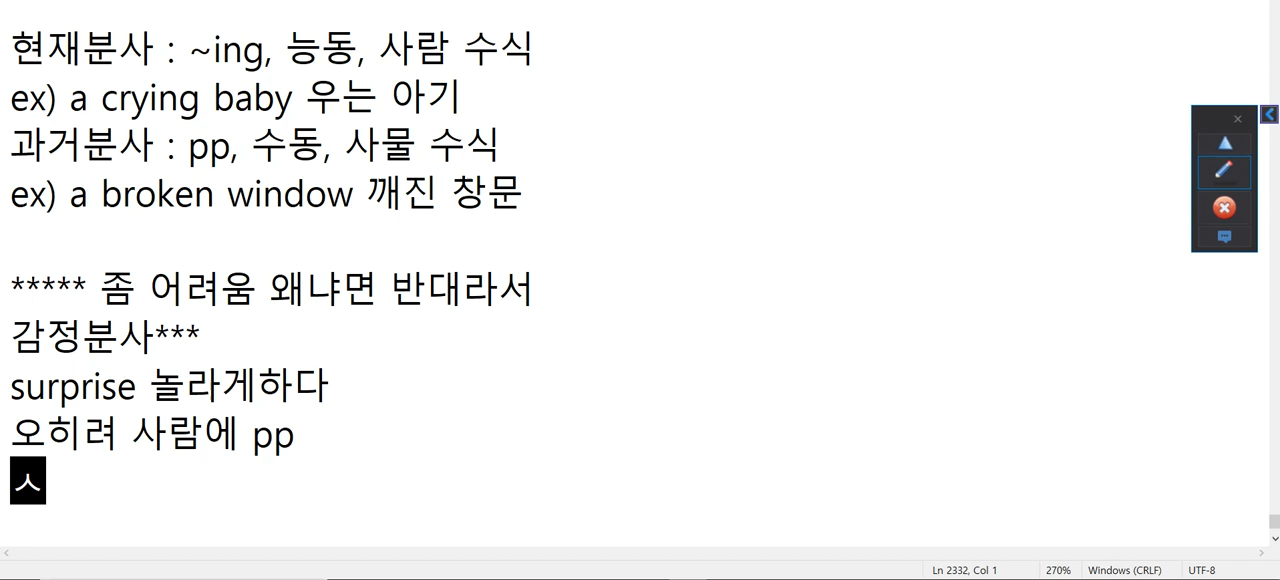 현재분사 : ~ing, 능동, 사람 수식
ex) a crying baby 우는 아기
과거분사 : pp, 수동, 사물 수식
ex) a broken window 깨진 창문
***** 좀 어려움 왜냐면 반대라서
감정분사***
surprise 놀라게하다
오히려 사람에 pp
ㅅ
Ln 2332, Col 1 270% Windows (CRLF) UTF-8